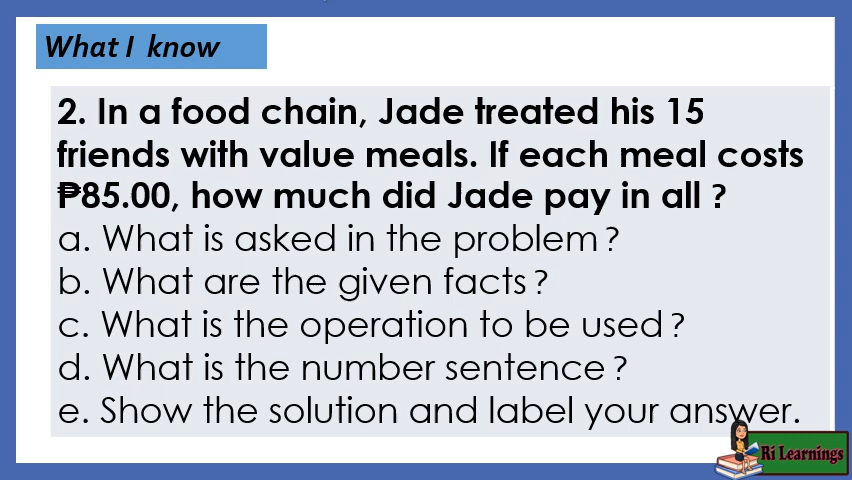 What I know
2. In a food chain, Jade treated his 15
friends with value meals. If each meal costs
₱85.00, how much did Jade pay in all ?
a. What is asked in the problem ?
b. What are the given facts ?
c. What is the operation to be used ?
d. What is the number sentence ?
e. Show the solution and label your answer.
Ri Learnings